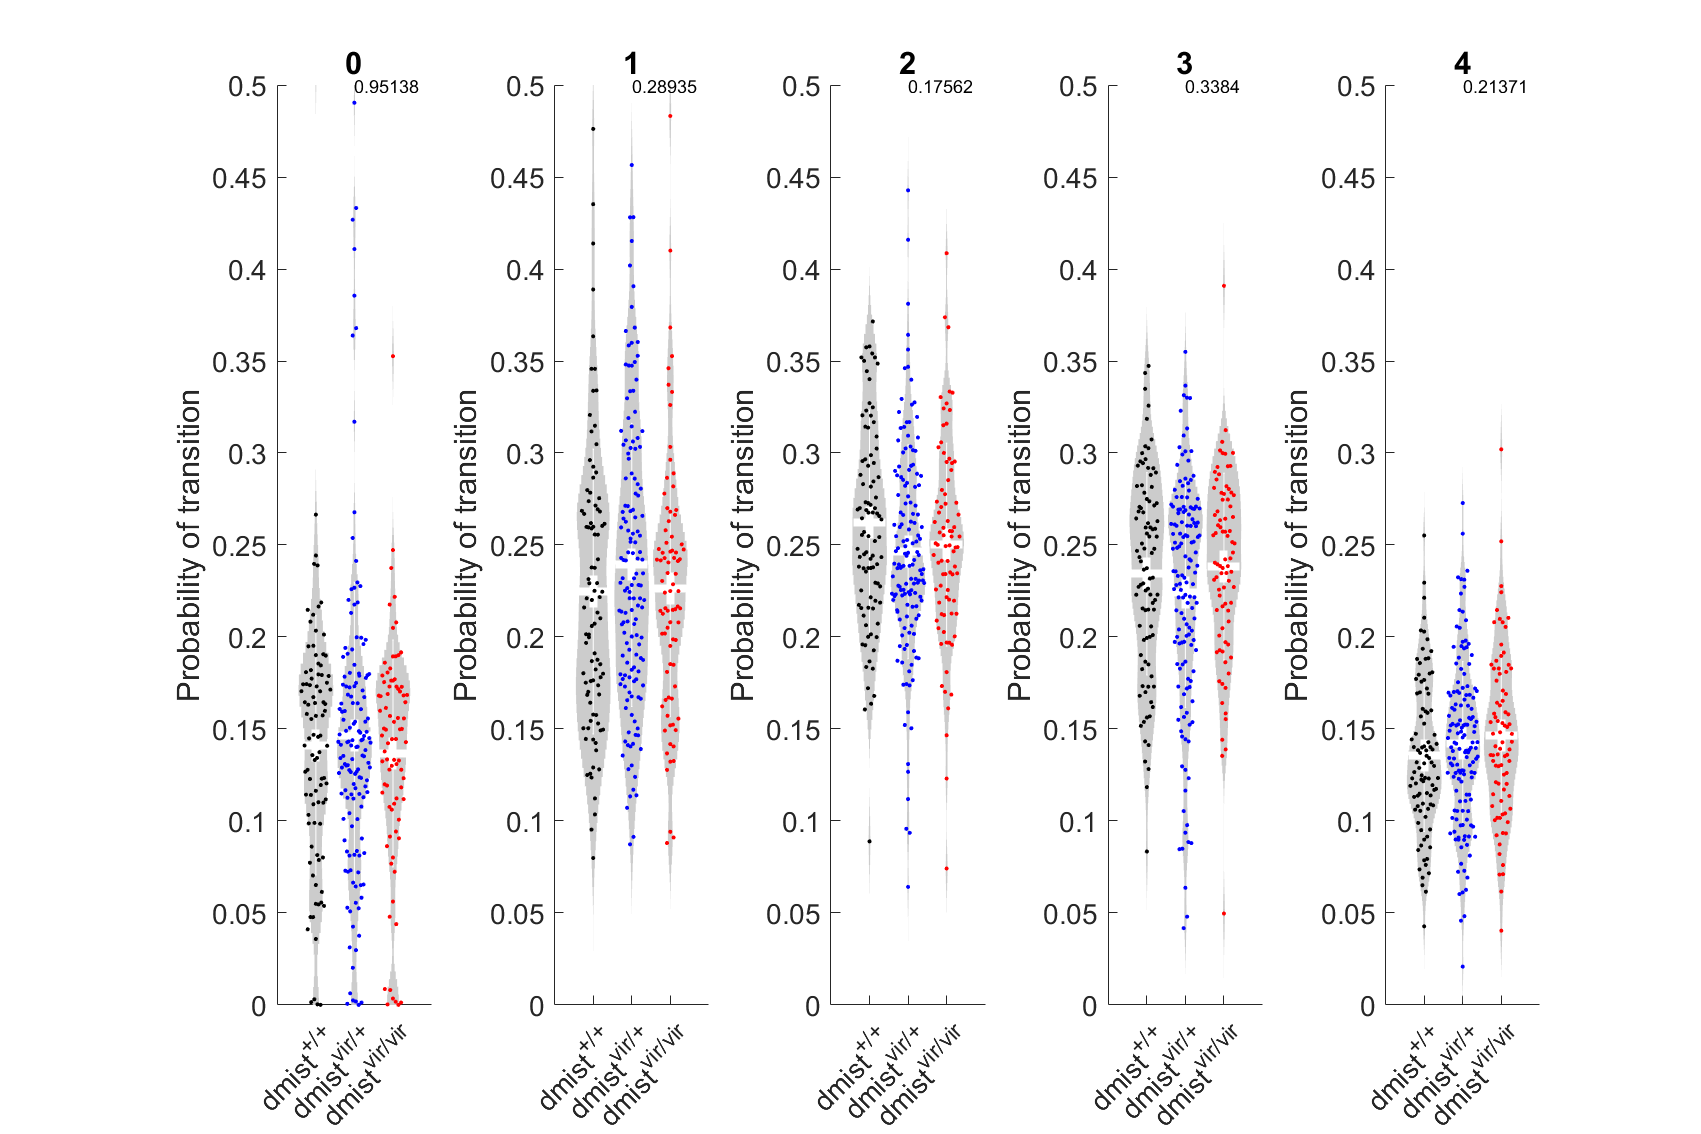 0 1 2 3 4
0.95138 0.28935 0.17562 0.3384 0.21371
0.5 0.5 0.5 0.5 0.5
0.45 0.45 0.45 0.45 0.45
0.4 0.4 0.4 0.4 0.4
0.35 0.35 0.35 0.35 0.35
0.3 0.3 0.3 0.3 0.3
0.25 0.25 0.25 0.25 0.25
0.2 0.2 0.2 0.2 0.2
0.15 0.15 0.15 0.15 0.15
0.1 0.1 0.1 0.1 0.1
0.05 0.05 0.05 0.05 0.05
0 0 0 0 0
Probability of transition
Probability of transition
Probability of transition
Probability of transition
Probability of transition
dmist+/+
dmistvir/+
dmistvir/vir
dmist+/+
dmistvir/+
dmistvir/vir
dmist+/+
dmistvir/+
dmistvir/vir
dmist+/+
dmistvir/+
dmistvir/vir
dmist+/+
dmistvir/+
dmistvir/vir